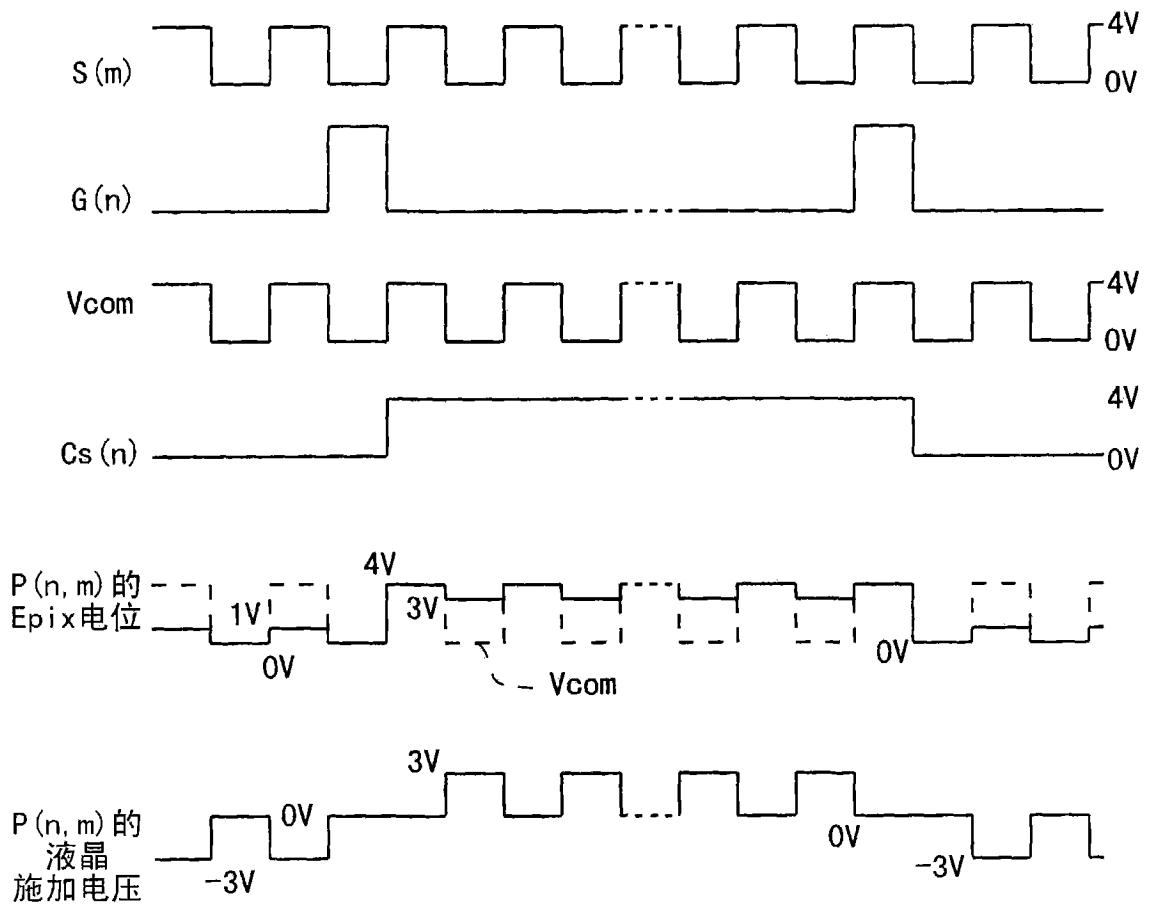 4V
S(m)
0V
G(n)
4V
Vcom
0V
4V
Cs(n)
0V
4V
P(n,m)的
Epix电位
1V
3V
0V
0V
Vcom
3V
P(n,m)的
液晶
施加电压
0V
0V
-3V
-3V